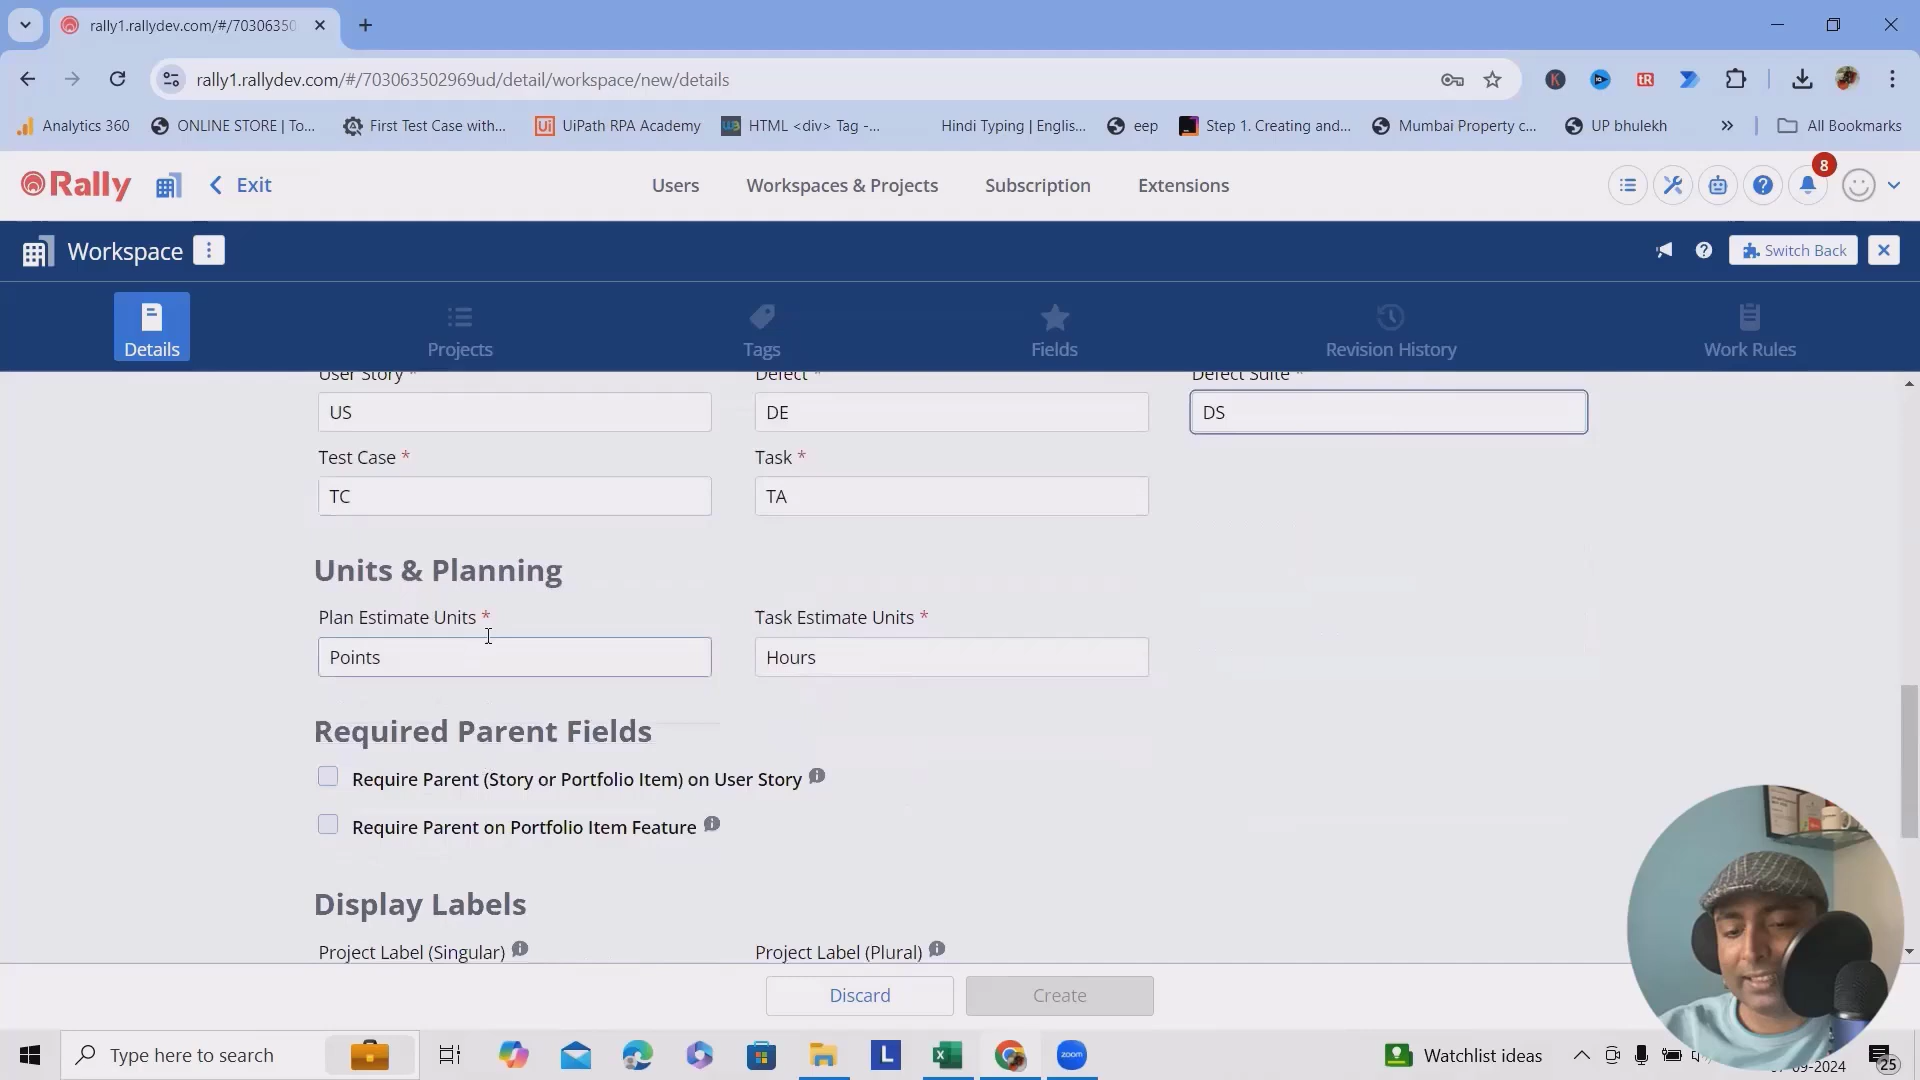 rally1.rallydev.com/#/70306350
rally1.rallydev.com/#/703063502969ud/detail/workspace/new/details
Analytics 360 ONLINE STORE | To... First Test Case with... UiPath RPA Academy HTML <div> Tag -... Hindi Typing | Englis... eep Step 1. Creating and... Mumbai Property c... UP bhulekh All Bookmarks
Rally Exit Users Workspaces & Projects Subscription Extensions 8
Workspace Switch Back
Details Projects Tags Fields Revision History Work Rules
User Story * Defect * Defect Suite *
US DE DS
Test Case * Task *
TC TA
Units & Planning
Plan Estimate Units * Task Estimate Units *
Points Hours
Required Parent Fields
Require Parent (Story or Portfolio Item) on User Story
Require Parent on Portfolio Item Feature
Display Labels
Project Label (Singular) Project Label (Plural)
Discard Create
Type here to search L zoom Watchlist ideas 25